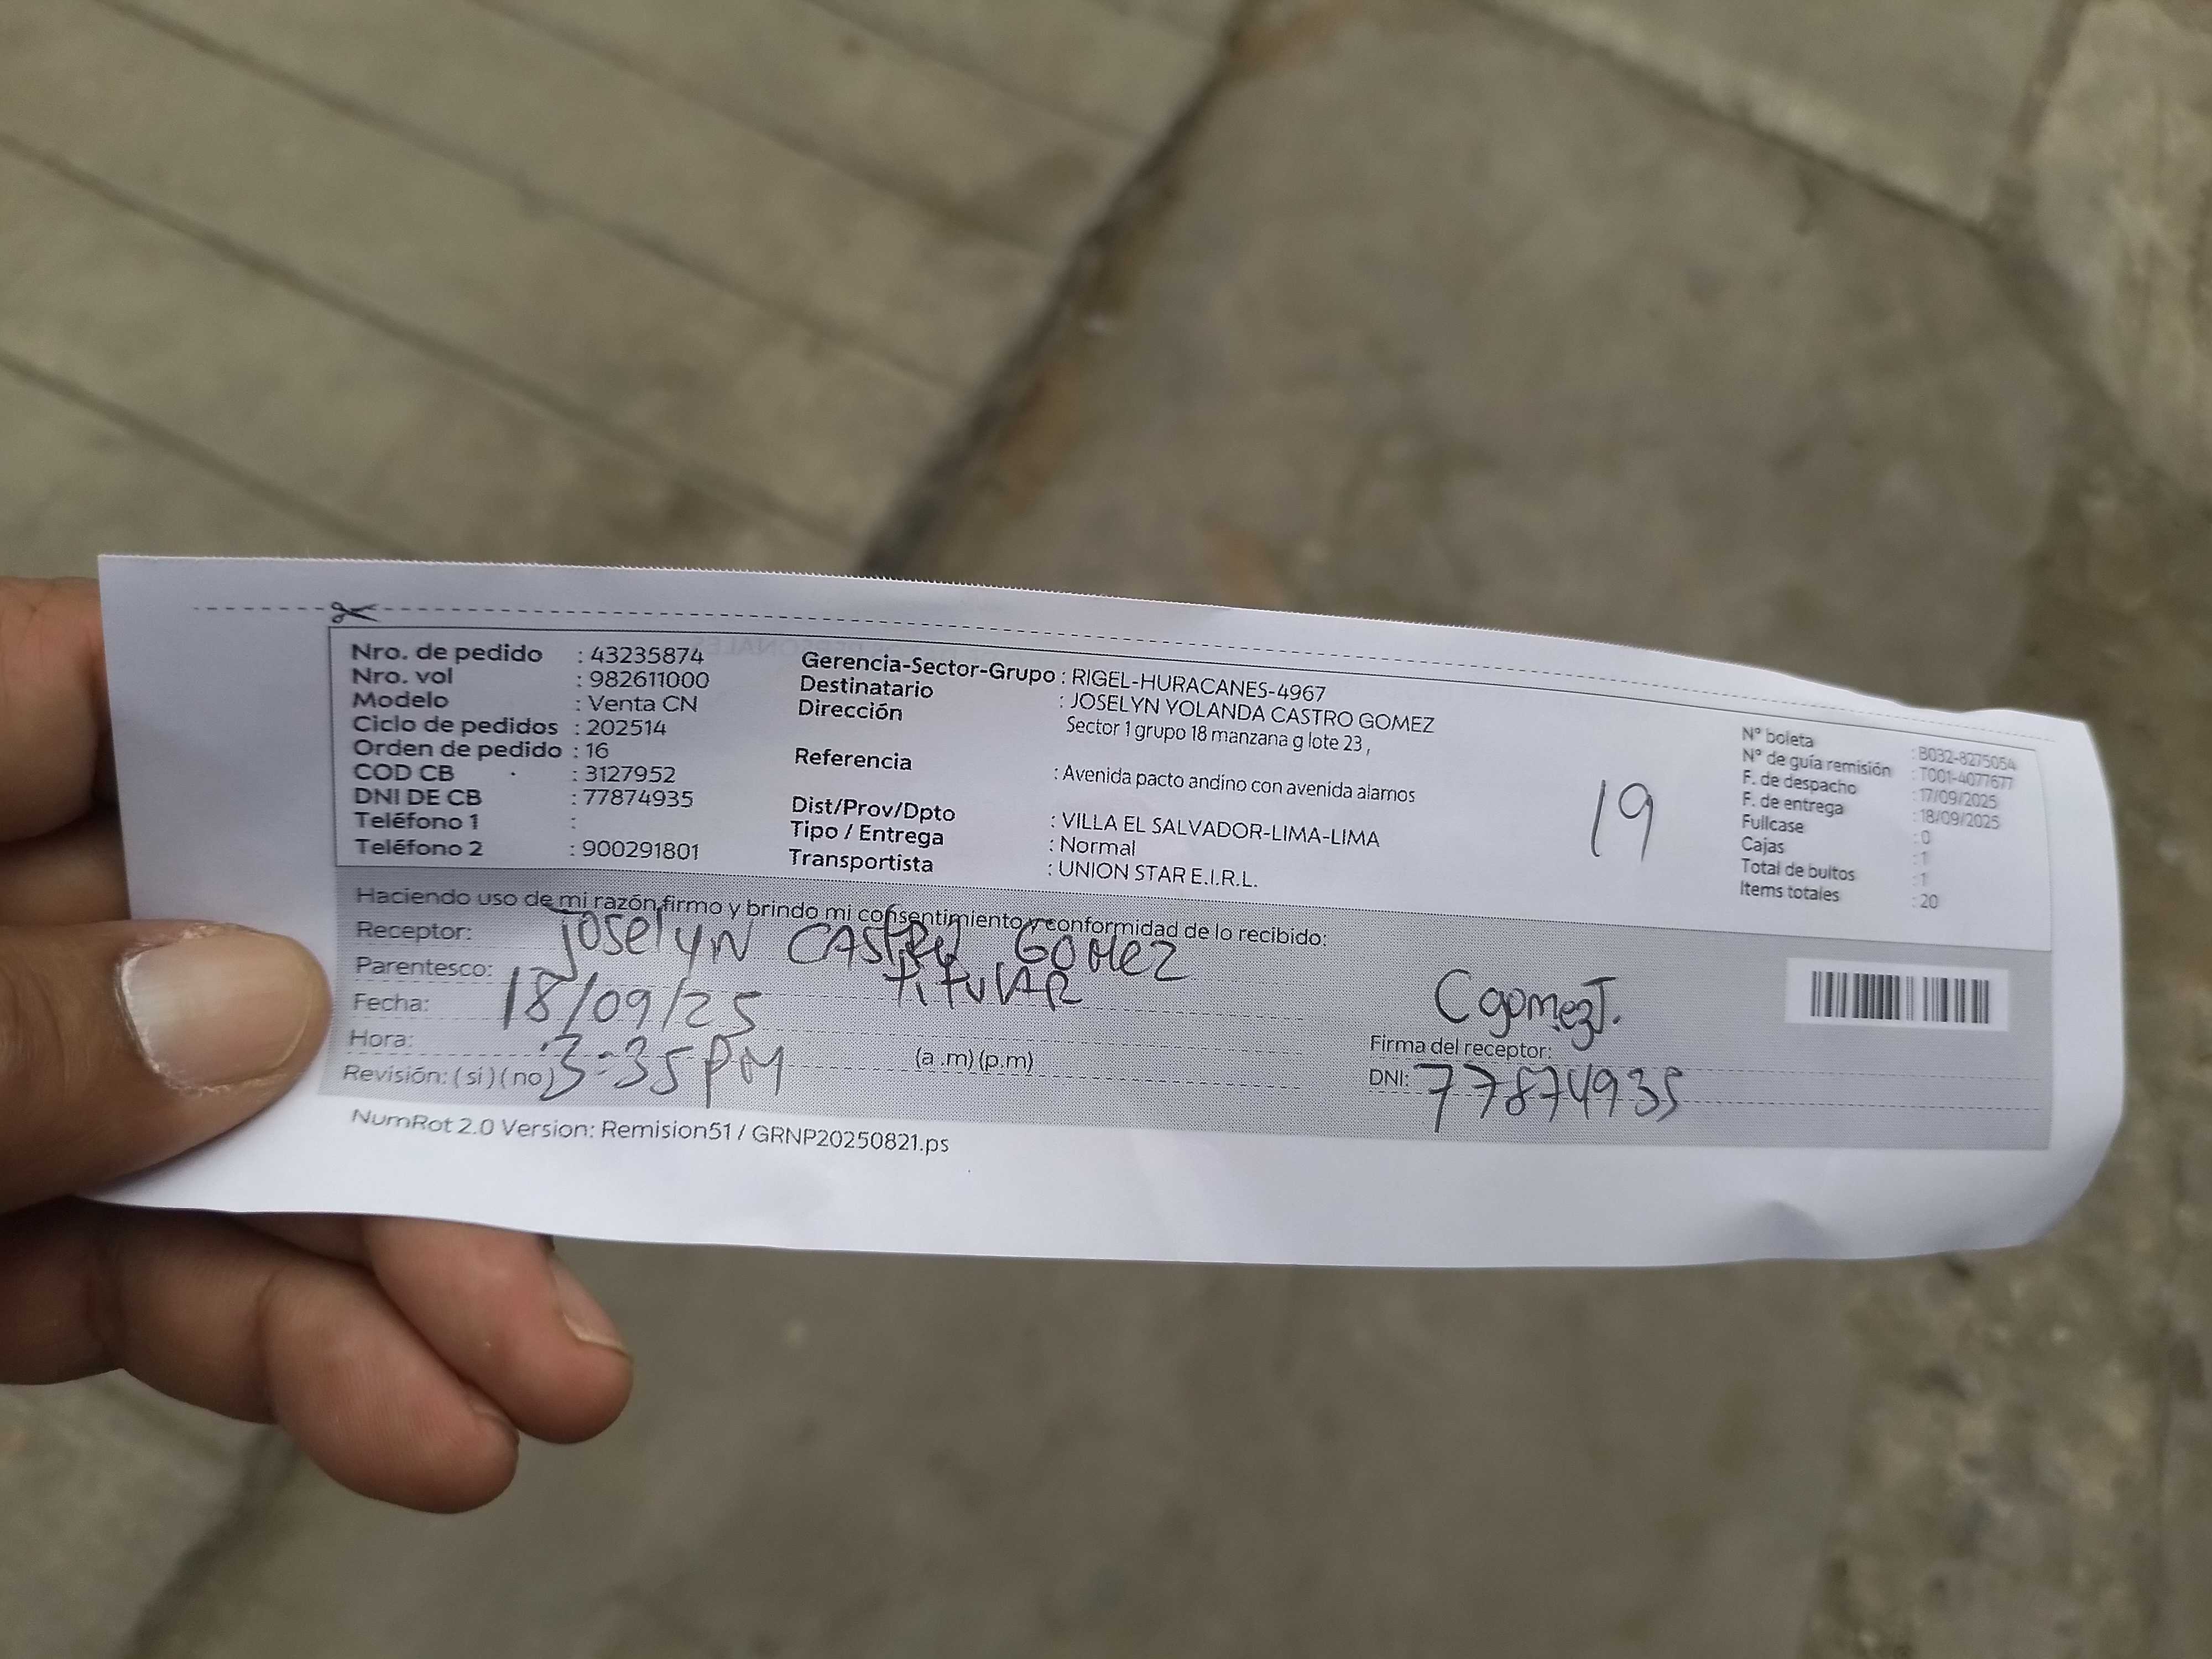 Nro. de pedido : 43235874
Nro. vol : 982611000
Modelo : Venta CN
Ciclo de pedidos : 202514
Orden de pedido : 16
COD CB : 3127952
DNI DE CB : 77874935
Teléfono 1 :
Teléfono 2 : 900291801
Gerencia-Sector-Grupo : RIGEL-HURACANES-4967
Destinatario : JOSELYN YOLANDA CASTRO GOMEZ
Dirección Sector 1 grupo 18 manzana g lote 23 ,
Referencia : Avenida pacto andino con avenida alamos
Dist/Prov/Dpto : VILLA EL SALVADOR-LIMA-LIMA
Tipo / Entrega : Normal
Transportista : UNION STAR E.I.R.L.
19
N° boleta : B032-8275054
N° de guía remisión : T001-4077677
F. de despacho : 17/09/2025
F. de entrega : 18/09/2025
Fullcase : 0
Cajas : 1
Total de bultos : 1
Items totales : 20
Haciendo uso de mi razón, firmo y brindo mi consentimiento y conformidad de lo recibido:
Receptor: Joselyn CASTRO GOMEZ
Parentesco: titulAR
Fecha: 18/09/25
Hora: 3:35 PM (a .m) (p.m)
Revisión: ( si ) ( no )
CgomezJ.
Firma del receptor:
DNI: 77874935
NumRot 2.0 Version: Remision51 / GRNP20250821.ps